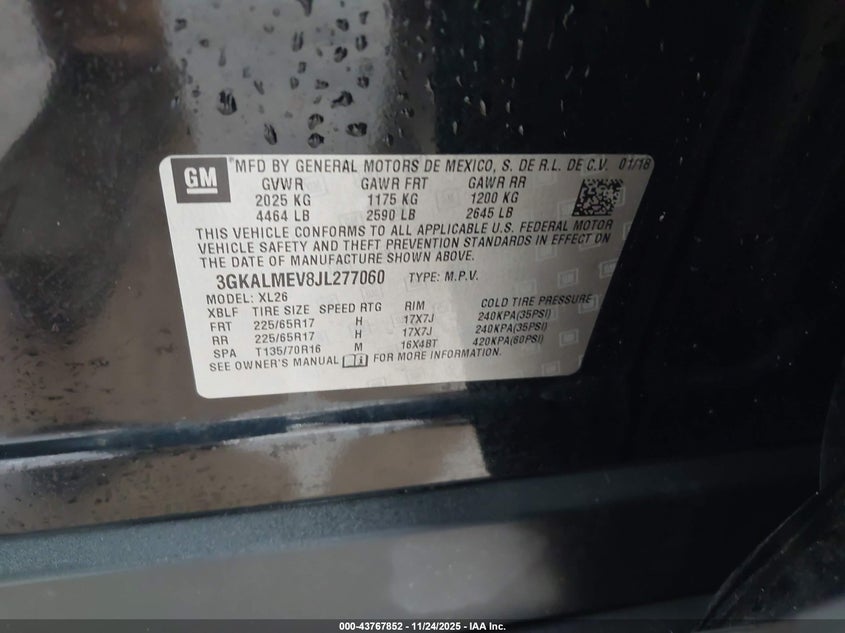 GM
MFD BY GENERAL MOTORS DE MEXICO, S. DE R.L. DE C.V. 01/18
GVWR GAWR FRT GAWR RR
2025 KG 1175 KG 1200 KG
4464 LB 2590 LB 2645 LB
THIS VEHICLE CONFORMS TO ALL APPLICABLE U.S. FEDERAL MOTOR
VEHICLE SAFETY AND THEFT PREVENTION STANDARDS IN EFFECT ON
THE DATE OF MANUFACTURE SHOWN ABOVE.
3GKALMEV8JL277060 TYPE: M.P.V.
MODEL: XL26
XBLF TIRE SIZE SPEED RTG RIM COLD TIRE PRESSURE
FRT 225/65R17 H 17X7J 240KPA(35PSI)
RR 225/65R17 H 17X7J 240KPA(35PSI)
SPA T135/70R16 M 16X4BT 420KPA(60PSI)
SEE OWNER'S MANUAL FOR MORE INFORMATION.
000-43767852 - 11/24/2025 - IAA Inc.